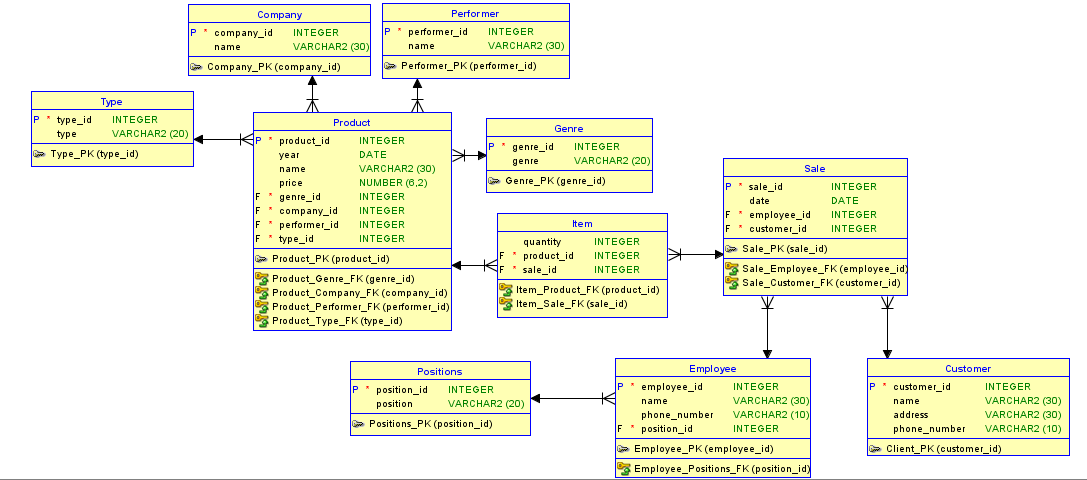 Company
P * company_id INTEGER
name VARCHAR2 (30)
Company_PK (company_id)
Performer
P * performer_id INTEGER
name VARCHAR2 (30)
Performer_PK (performer_id)
Type
P * type_id INTEGER
type VARCHAR2 (20)
Type_PK (type_id)
Product
P * product_id INTEGER
year DATE
name VARCHAR2 (30)
price NUMBER (6,2)
F * genre_id INTEGER
F * company_id INTEGER
F * performer_id INTEGER
F * type_id INTEGER
Product_PK (product_id)
Product_Genre_FK (genre_id)
Product_Company_FK (company_id)
Product_Performer_FK (performer_id)
Product_Type_FK (type_id)
Genre
P * genre_id INTEGER
genre VARCHAR2 (20)
Genre_PK (genre_id)
Item
quantity INTEGER
F * product_id INTEGER
F * sale_id INTEGER
Item_Product_FK (product_id)
Item_Sale_FK (sale_id)
Sale
P * sale_id INTEGER
date DATE
F * employee_id INTEGER
F * customer_id INTEGER
Sale_PK (sale_id)
Sale_Employee_FK (employee_id)
Sale_Customer_FK (customer_id)
Positions
P * position_id INTEGER
position VARCHAR2 (20)
Positions_PK (position_id)
Employee
P * employee_id INTEGER
name VARCHAR2 (30)
phone_number VARCHAR2 (10)
F * position_id INTEGER
Employee_PK (employee_id)
Employee_Positions_FK (position_id)
Customer
P * customer_id INTEGER
name VARCHAR2 (30)
address VARCHAR2 (30)
phone_number VARCHAR2 (10)
Client_PK (customer_id)